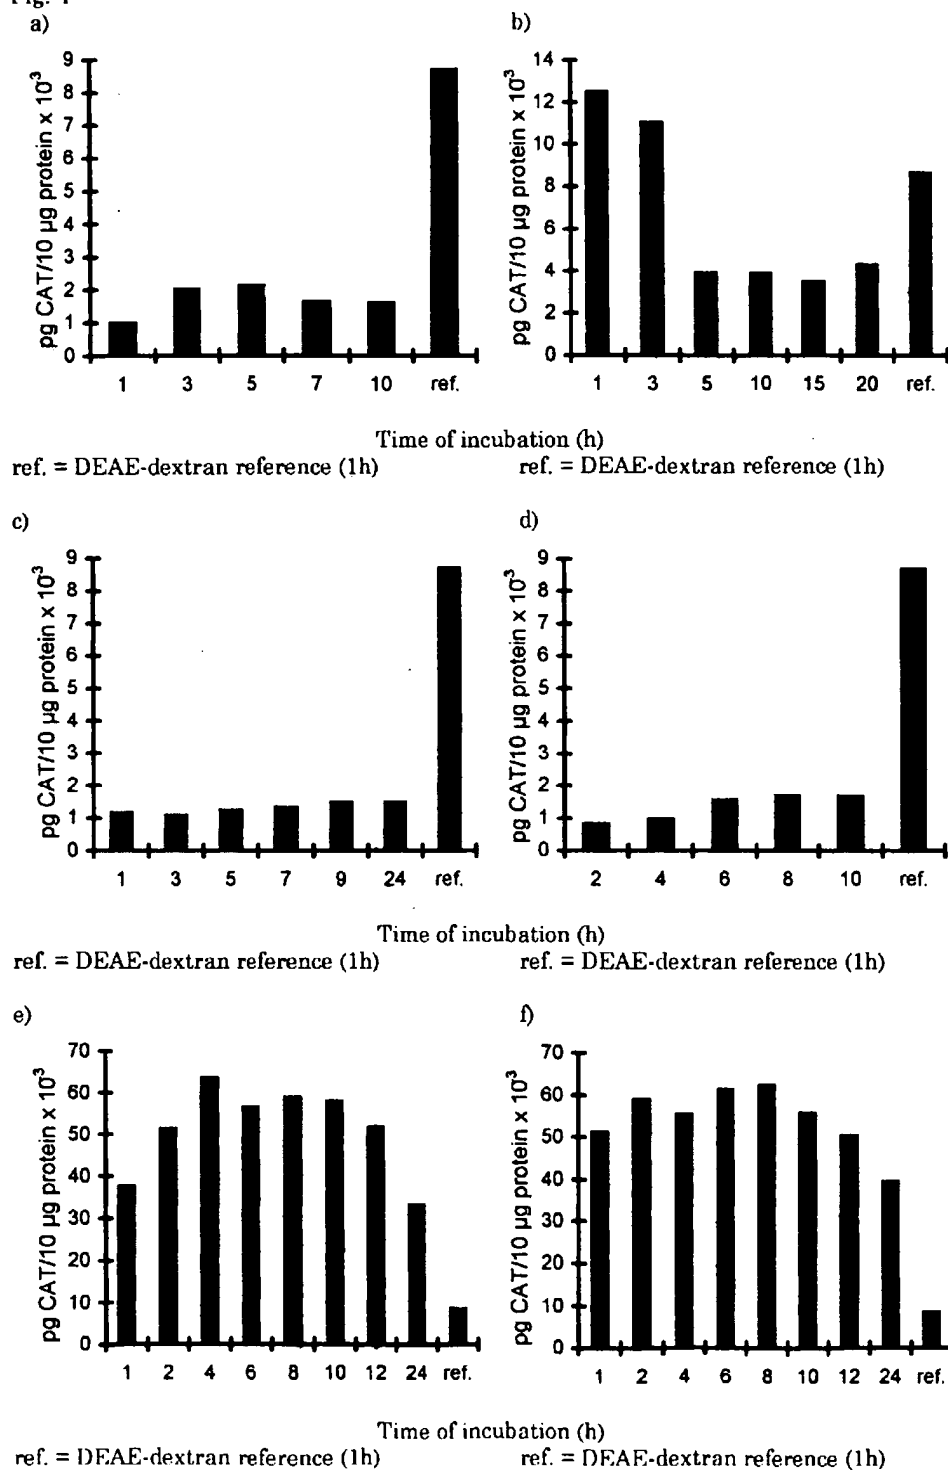 a)
pg CAT/10 µg protein x 10³
9
8
7
6
5
4
3
2
1
0
1 3 5 7 10 ref.
b)
pg CAT/10 µg protein x 10³
14
12
10
8
6
4
2
0
1 3 5 10 15 20 ref.
Time of incubation (h)
ref. = DEAE-dextran reference (1h) ref. = DEAE-dextran reference (1h)
c)
pg CAT/10 µg protein x 10³
9
8
7
6
5
4
3
2
1
0
1 3 5 7 9 24 ref.
d)
pg CAT/10 µg protein x 10³
9
8
7
6
5
4
3
2
1
0
2 4 6 8 10 ref.
Time of incubation (h)
ref. = DEAE-dextran reference (1h) ref. = DEAE-dextran reference (1h)
e)
pg CAT/10 µg protein x 10³
70
60
50
40
30
20
10
0
1 2 4 6 8 10 12 24 ref.
f)
pg CAT/10 µg protein x 10³
70
60
50
40
30
20
10
0
1 2 4 6 8 10 12 24 ref.
Time of incubation (h)
ref. = DEAE-dextran reference (1h) ref. = DEAE-dextran reference (1h)